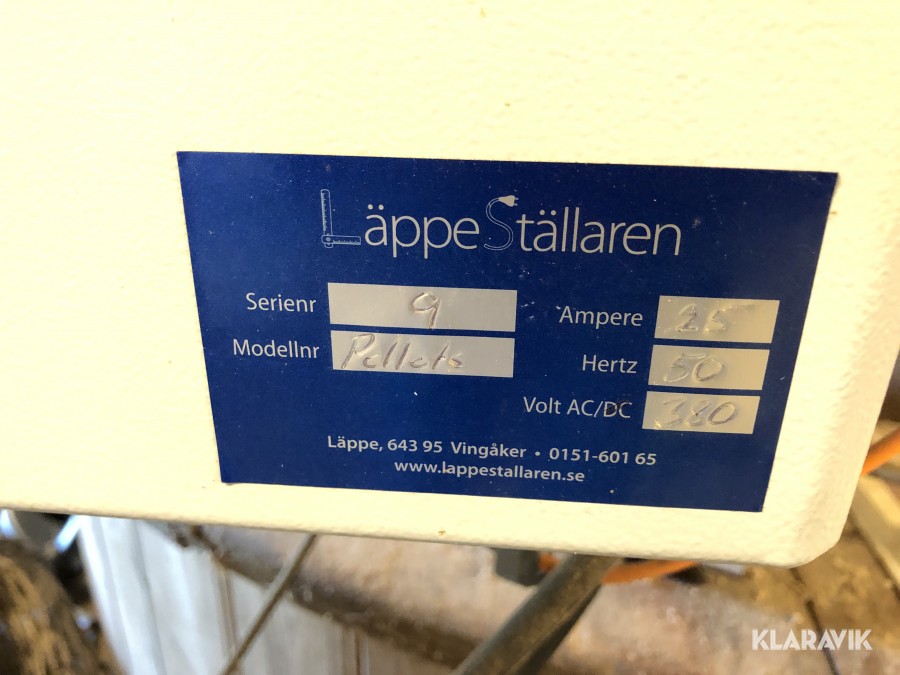 LäppeStällaren
Serienr 9
Modellnr Pellets
Ampere 25
Hertz 50
Volt AC/DC 380
Läppe, 643 95 Vingåker • 0151-601 65
www.lappestallaren.se
KLARAVIK